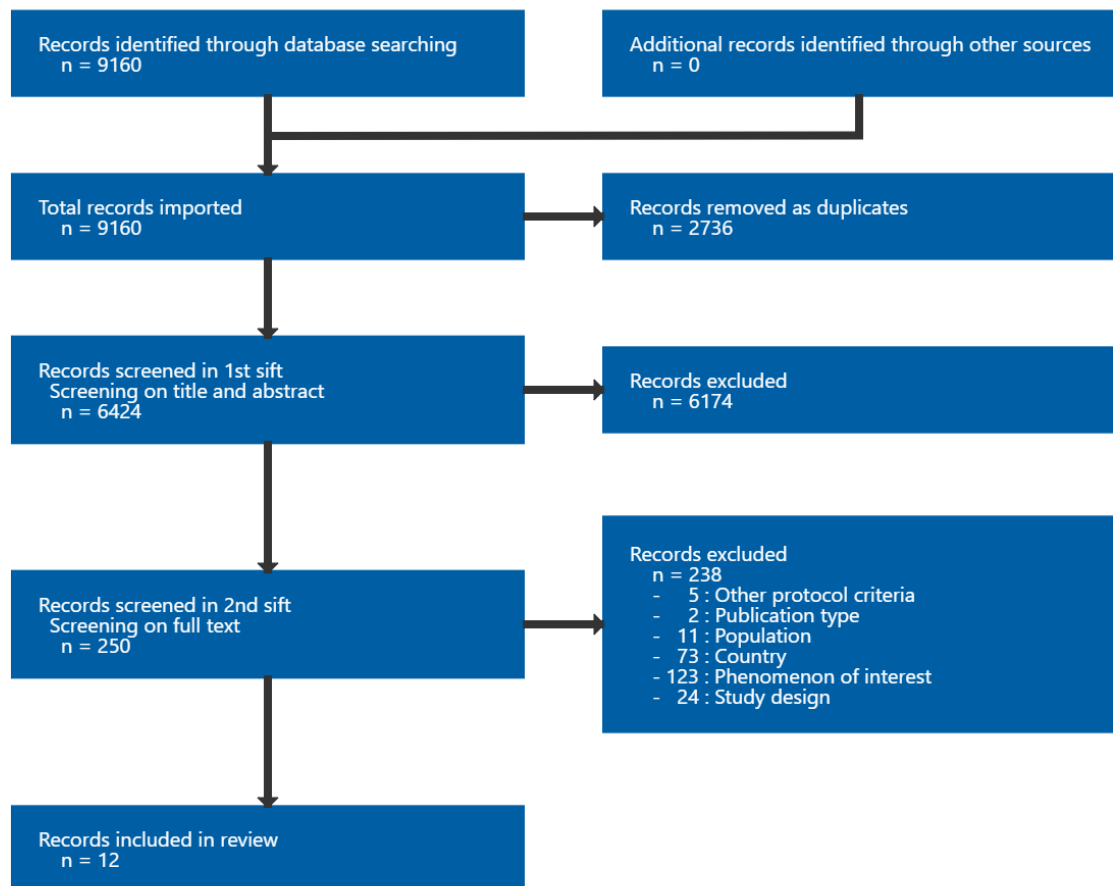 Records identified through database searching
n = 9160
Additional records identified through other sources
n = 0
Total records imported
n = 9160
Records removed as duplicates
n = 2736
Records screened in 1st sift
Screening on title and abstract
n = 6424
Records excluded
n = 6174
Records screened in 2nd sift
Screening on full text
n = 250
Records excluded
n = 238
- 5 : Other protocol criteria
- 2 : Publication type
- 11 : Population
- 73 : Country
- 123 : Phenomenon of interest
- 24 : Study design
Records included in review
n = 12